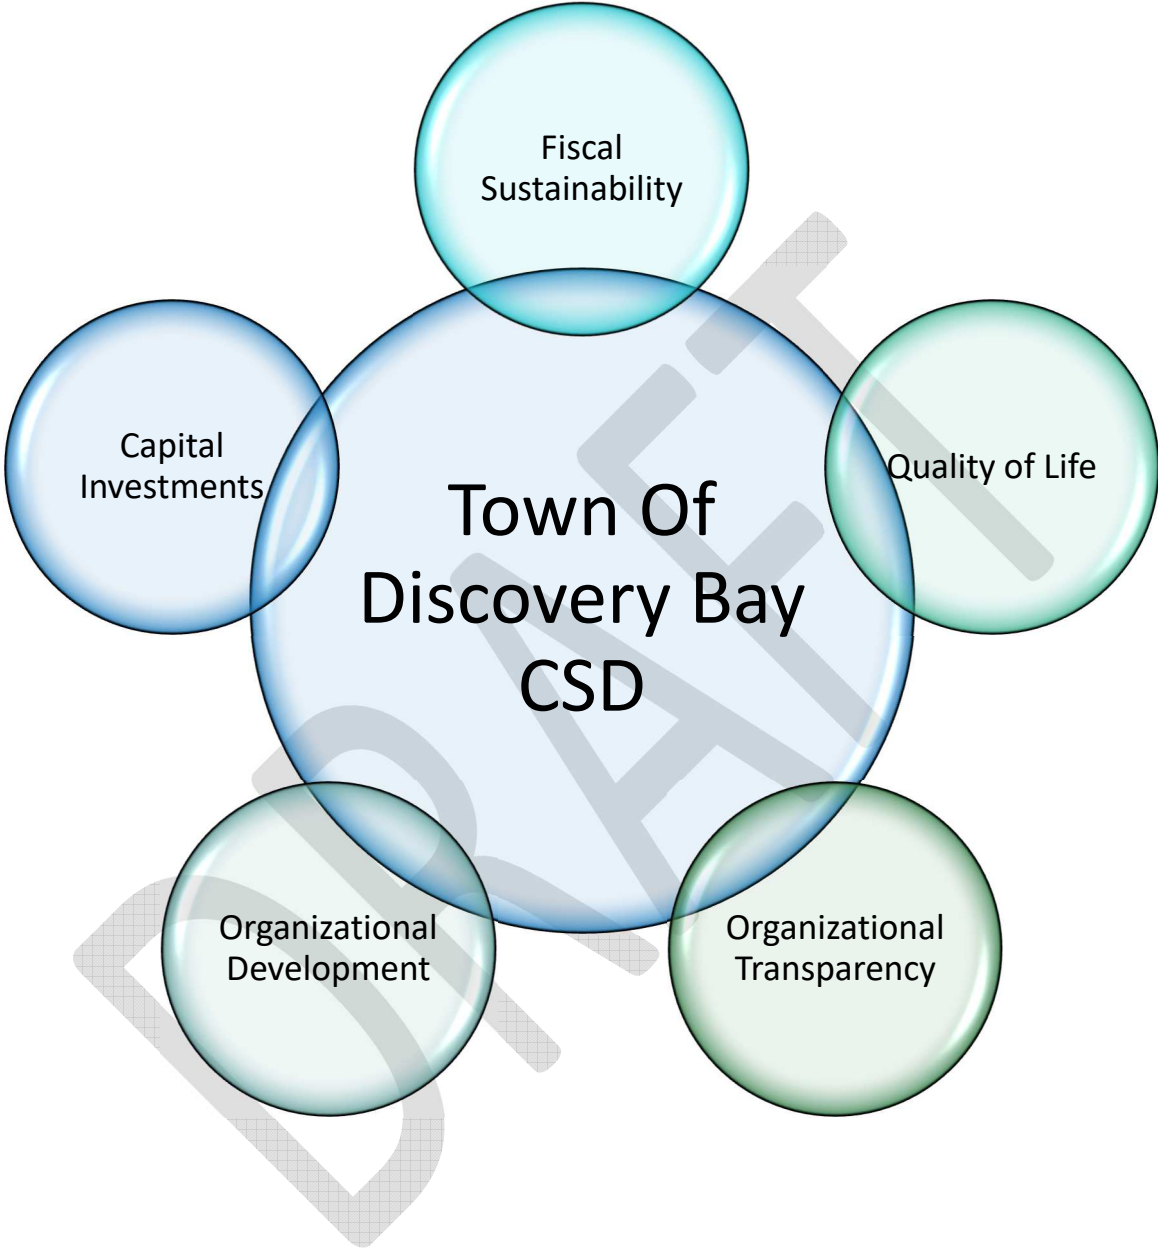 Fiscal
Sustainability
Capital
Investments
Quality of Life
Town Of
Discovery Bay
CSD
Organizational
Development
Organizational
Transparency
DRAFT